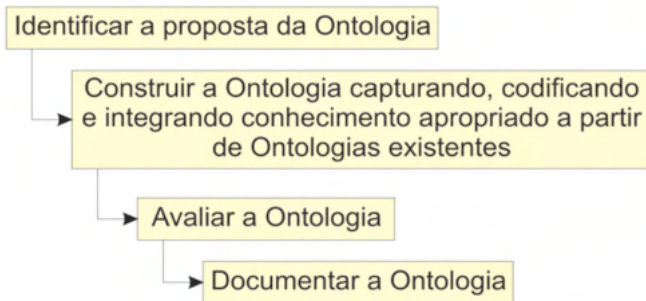 Identificar a proposta da Ontologia
Construir a Ontologia capturando, codificando
e integrando conhecimento apropriado a partir
de Ontologias existentes
Avaliar a Ontologia
Documentar a Ontologia